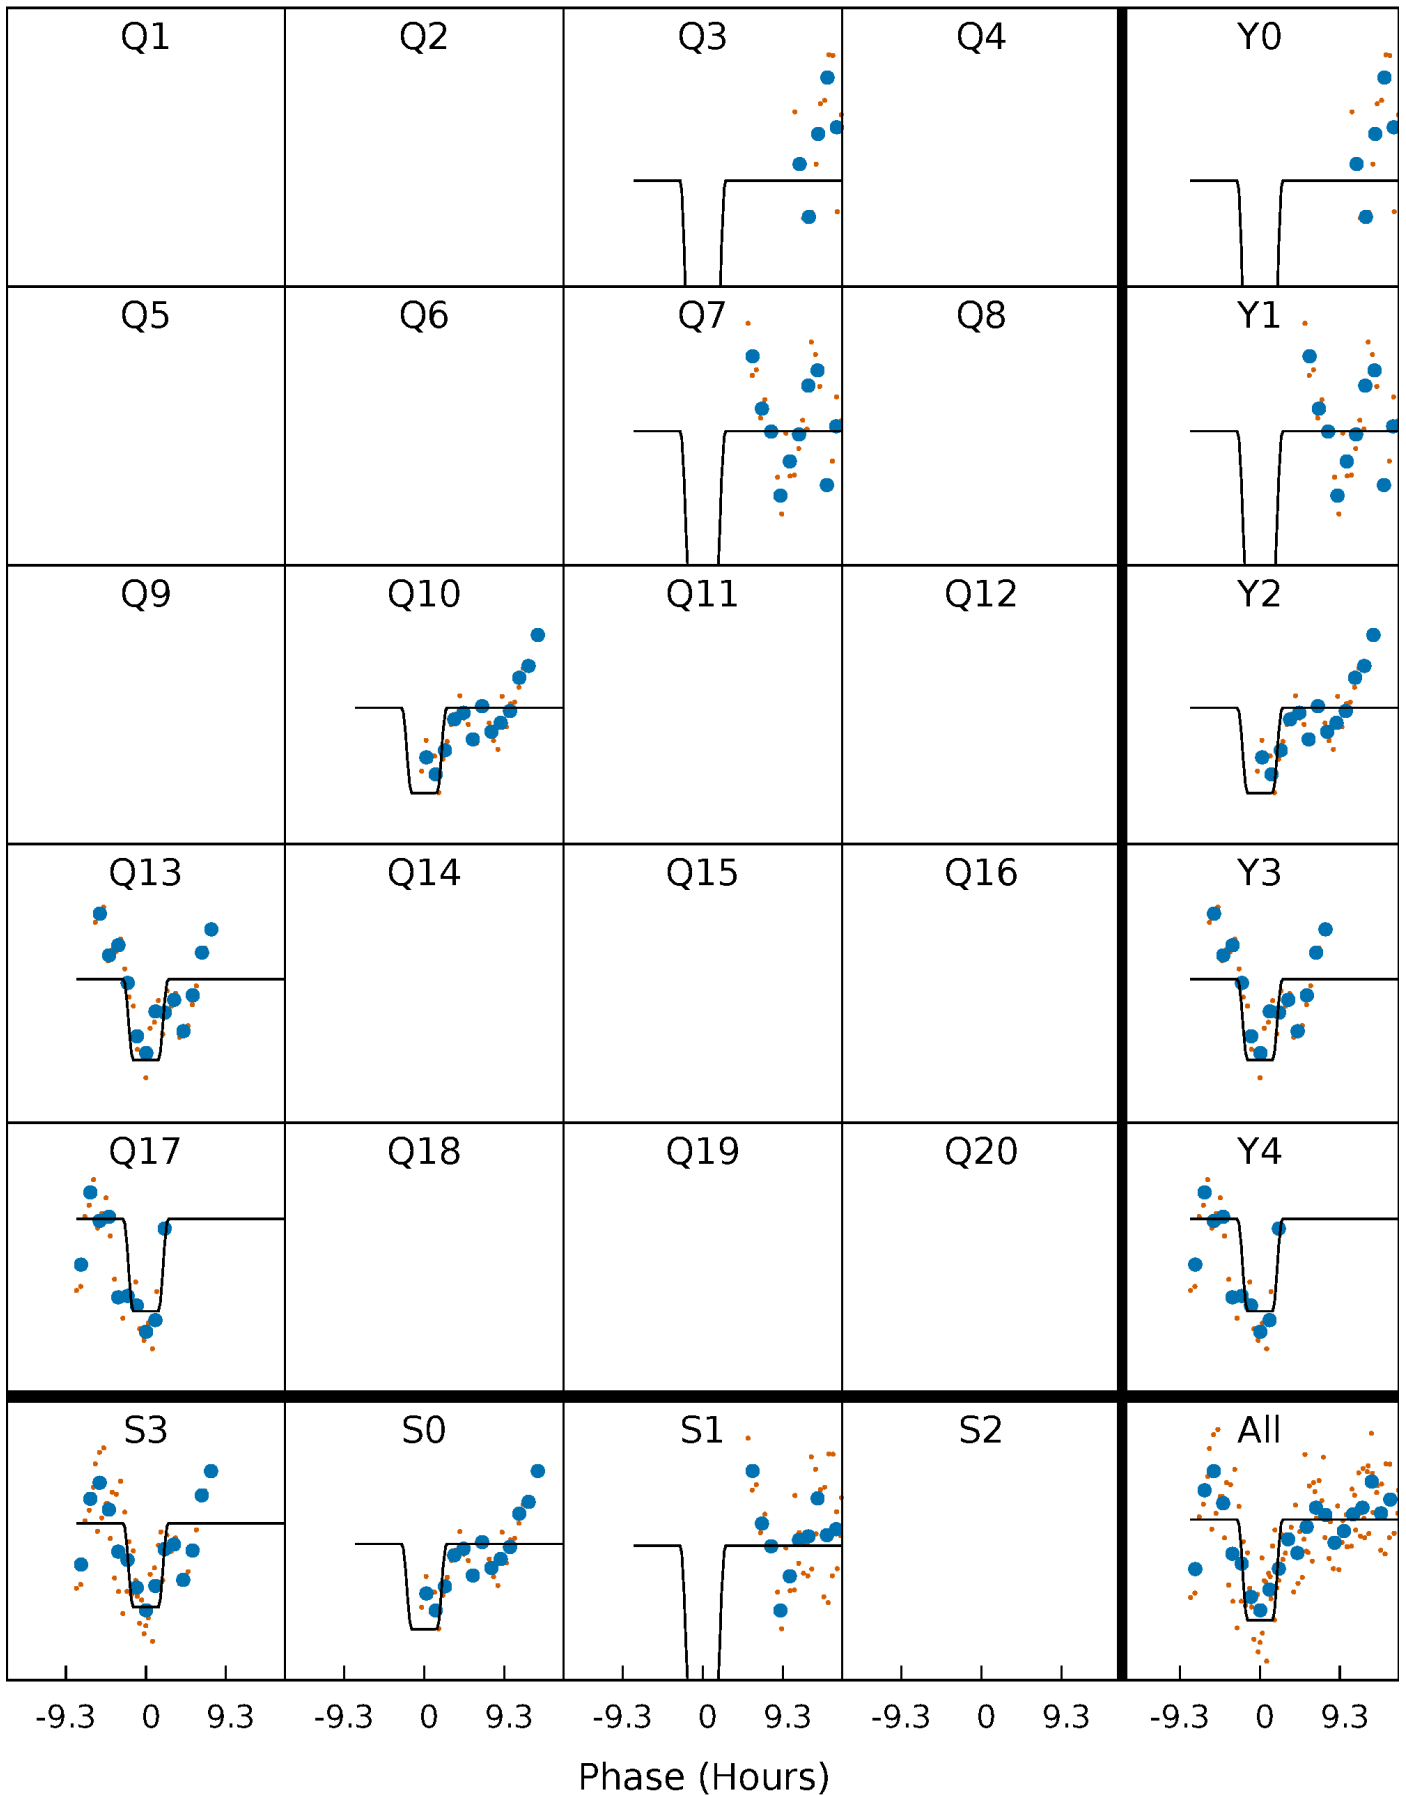 Q1 Q2 Q3 Q4 Y0
Q5 Q6 Q7 Q8 Y1
Q9 Q10 Q11 Q12 Y2
Q13 Q14 Q15 Q16 Y3
Q17 Q18 Q19 Q20 Y4
S3 S0 S1 S2 All
-9.3 0 9.3 -9.3 0 9.3 -9.3 0 9.3 -9.3 0 9.3 -9.3 0 9.3
Phase (Hours)